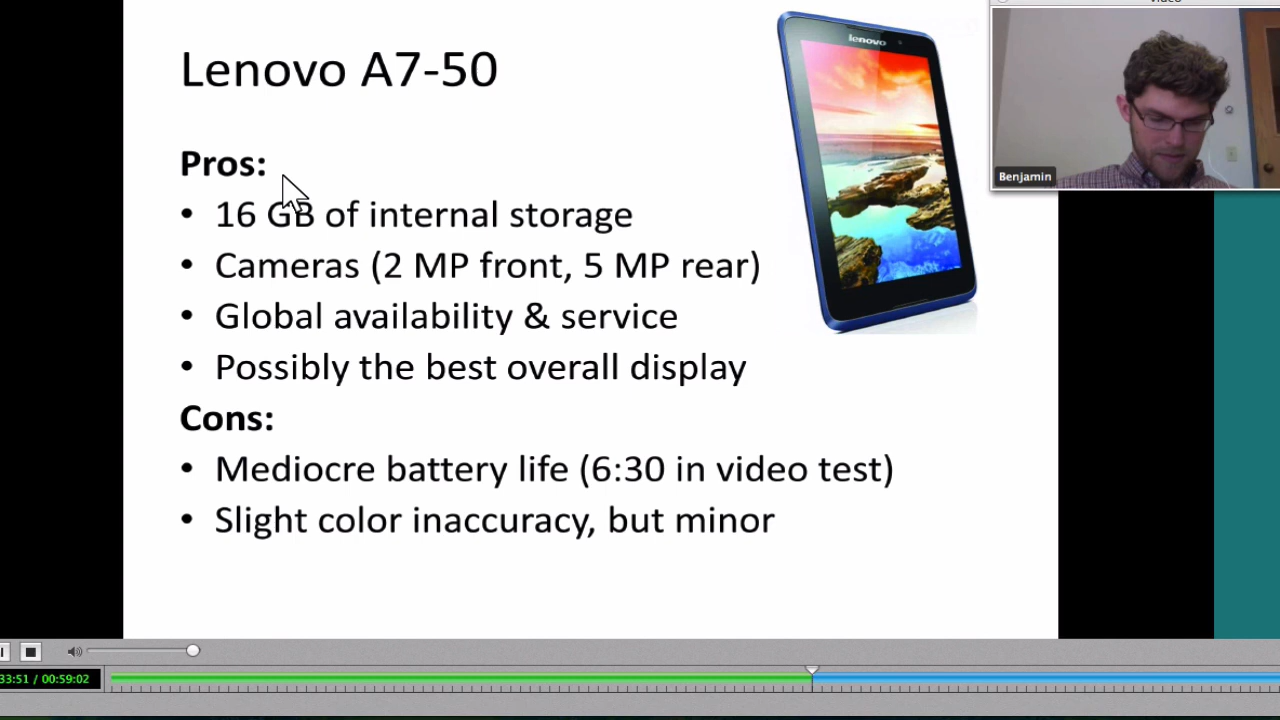 Lenovo A7-50
lenovo
Pros:
• 16 GB of internal storage
• Cameras (2 MP front, 5 MP rear)
• Global availability & service
• Possibly the best overall display
Cons:
• Mediocre battery life (6:30 in video test)
• Slight color inaccuracy, but minor
Benjamin
33:51 / 00:59:02